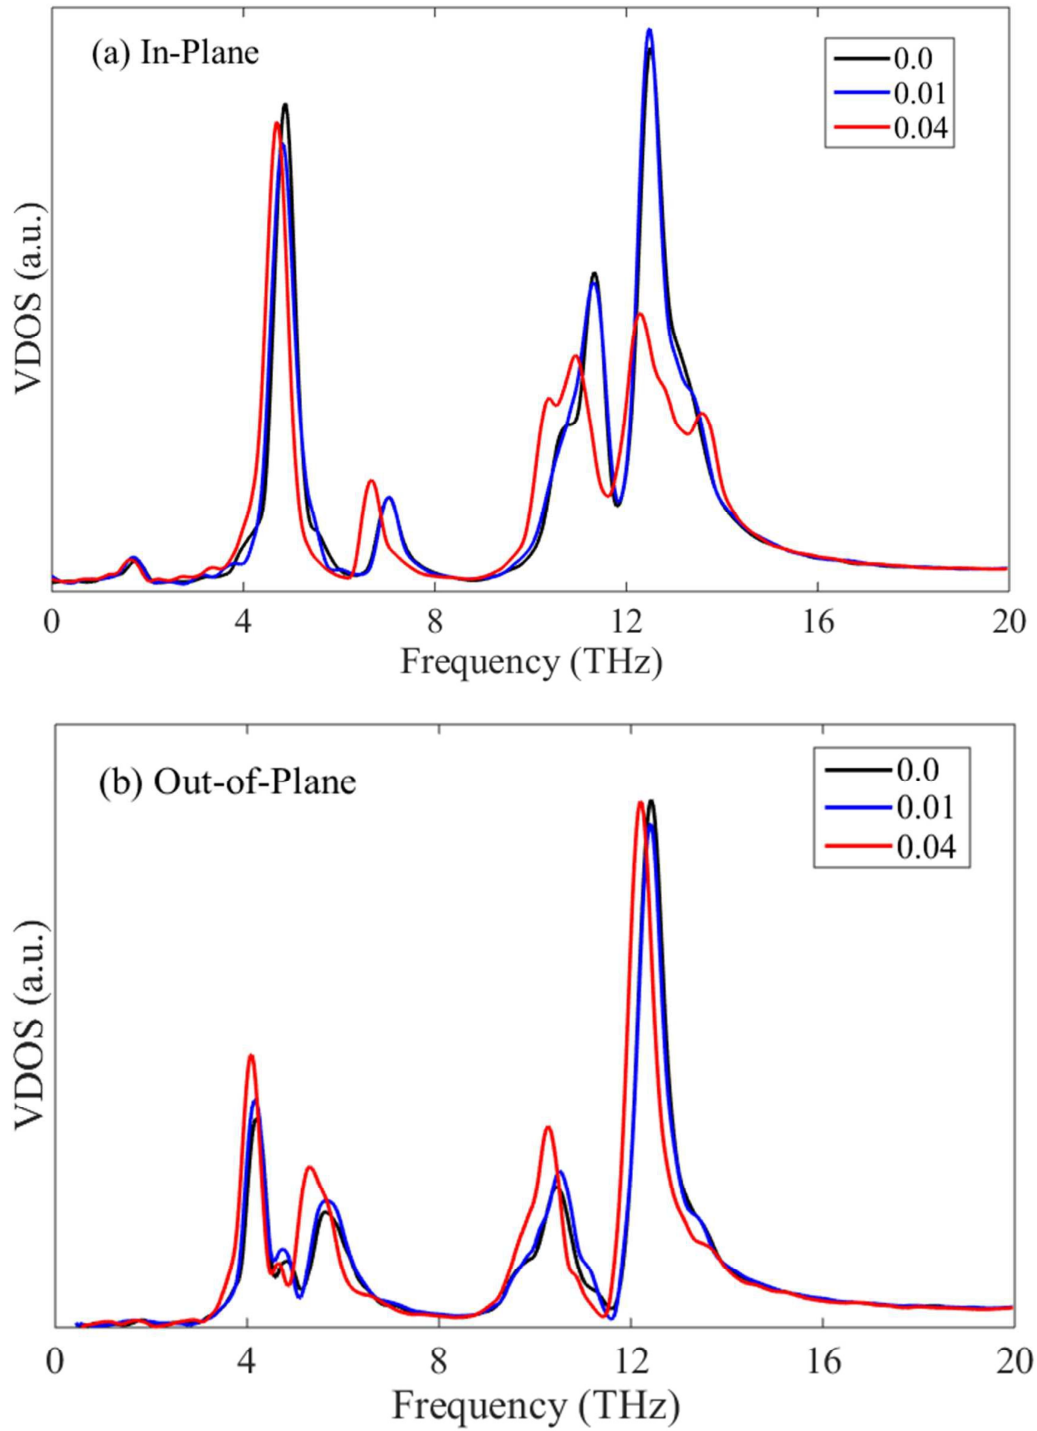 (a) In-Plane
0.0
0.01
0.04
VDOS (a.u.)
0 4 8 12 16 20
Frequency (THz)
(b) Out-of-Plane
0.0
0.01
0.04
VDOS (a.u.)
0 4 8 12 16 20
Frequency (THz)